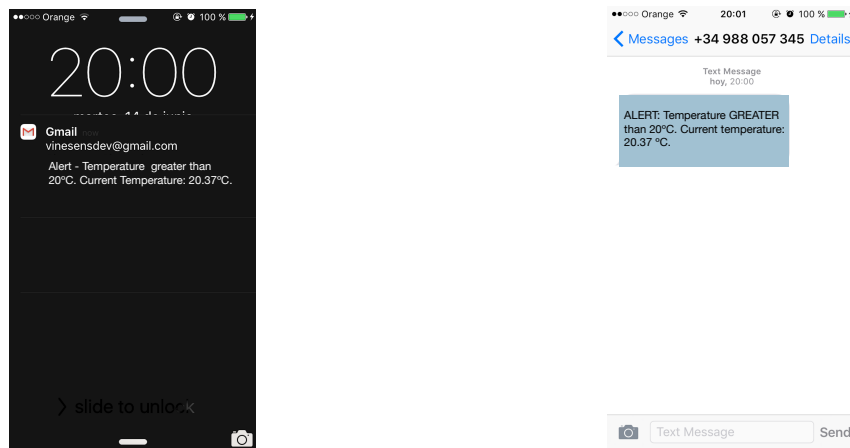 Orange 100 %
20:00
martes, 14 de junio
Gmail now
vinesensdev@gmail.com
Alert - Temperature greater than
20ºC. Current Temperature: 20.37ºC.
slide to unlock
Orange 20:01 100 %
Messages +34 988 057 345 Details
Text Message
hoy, 20:00
ALERT: Temperature GREATER
than 20ºC. Current temperature:
20.37 ºC.
Text Message Send